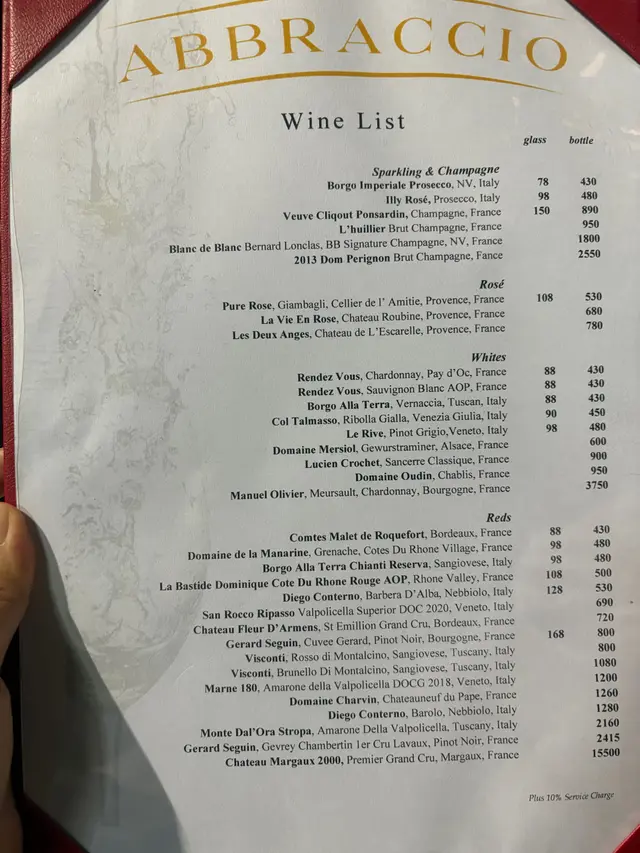 ABBRACCIO
Wine List
glass bottle
Sparkling & Champagne
Borgo Imperiale Prosecco, NV, Italy 78 430
Illy Rosé, Prosecco, Italy 98 480
Veuve Cliqout Ponsardin, Champagne, France 150 890
L'huillier Brut Champagne, France 950
Blanc de Blanc Bernard Lonclas, BB Signature Champagne, NV, France 1800
2013 Dom Perignon Brut Champagne, Fance 2550
Rosé
Pure Rose, Giambagli, Cellier de l' Amitie, Provence, France 108 530
La Vie En Rose, Chateau Roubine, Provence, France 680
Les Deux Anges, Chateau de L'Escarelle, Provence, France 780
Whites
Rendez Vous, Chardonnay, Pay d'Oc, France 88 430
Rendez Vous, Sauvignon Blanc AOP, France 88 430
Borgo Alla Terra, Vernaccia, Tuscan, Italy 88 430
Col Talmasso, Ribolla Gialla, Venezia Giulia, Italy 90 450
Le Rive, Pinot Grigio,Veneto, Italy 98 480
Domaine Mersiol, Gewurstraminer, Alsace, France 600
Lucien Crochet, Sancerre Classique, France 900
Domaine Oudin, Chablis, France 950
Manuel Olivier, Meursault, Chardonnay, Bourgogne, France 3750
Reds
Comtes Malet de Roquefort, Bordeaux, France 88 430
Domaine de la Manarine, Grenache, Cotes Du Rhone Village, France 98 480
Borgo Alla Terra Chianti Reserva, Sangiovese, Italy 98 480
La Bastide Dominique Cote Du Rhone Rouge AOP, Rhone Valley, France 108 500
Diego Conterno, Barbera D'Alba, Nebbiolo, Italy 128 530
San Rocco Ripasso Valpolicella Superior DOC 2020, Veneto, Italy 690
Chateau Fleur D'Armens, St Emillion Grand Cru, Bordeaux, France 720
Gerard Seguin, Cuvee Gerard, Pinot Noir, Bourgogne, France 168 800
Visconti, Rosso di Montalcino, Sangiovese, Tuscany, Italy 800
Visconti, Brunello Di Montalcino, Sangiovese, Tuscany, Italy 1080
Marne 180, Amarone della Valpolicella DOCG 2018, Veneto, Italy 1200
Domaine Charvin, Chateauneuf du Pape, France 1260
Diego Conterno, Barolo, Nebbiolo, Italy 1280
Monte Dal'Ora Stropa, Amarone Della Valpolicella, Tuscany, Italy 2160
Gerard Seguin, Gevrey Chambertin 1er Cru Lavaux, Pinot Noir, France 2415
Chateau Margaux 2000, Premier Grand Cru, Margaux, France 15500
Plus 10% Service Charge